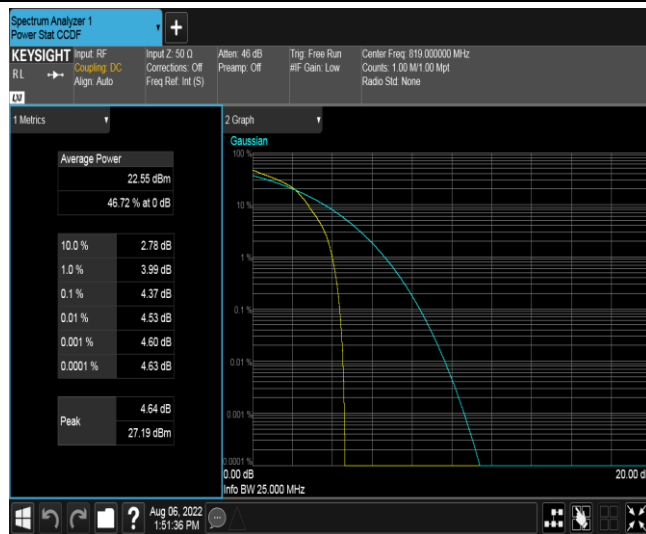 Spectrum Analyzer 1
Power Stat CCDF
+
KEYSIGHT
RL
LXI
Input: RF
Coupling: DC
Align: Auto
Input Z: 50 Ω
Corrections: Off
Freq Ref: Int (S)
Atten: 46 dB
Preamp: Off
Trig: Free Run
#IF Gain: Low
Center Freq: 819.000000 MHz
Counts: 1.00 M/1.00 Mpt
Radio Std: None
1 Metrics
Average Power
22.55 dBm
46.72 % at 0 dB
10.0 % 2.78 dB
1.0 % 3.99 dB
0.1 % 4.37 dB
0.01 % 4.53 dB
0.001 % 4.60 dB
0.0001 % 4.63 dB
Peak
4.64 dB
27.19 dBm
2 Graph
Gaussian
100 %
10 %
1 %
0.1 %
0.01 %
0.001 %
0.0001 %
0.00 dB
20.00 d
Info BW 25.000 MHz
?
Aug 06, 2022
1:51:36 PM